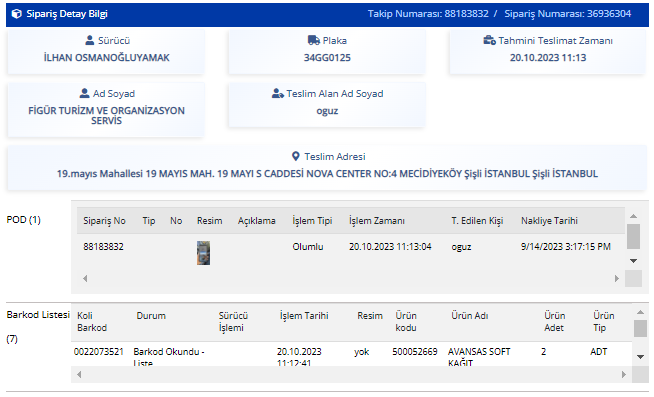 Sipariş Detay Bilgi
Takip Numarası: 88183832 / Sipariş Numarası: 36936304
Sürücü
İLHAN OSMANOĞLUYAMAK
Plaka
34GG0125
Tahmini Teslimat Zamanı
20.10.2023 11:13
Ad Soyad
FİGÜR TURİZM VE ORGANİZASYON
SERVİS
Teslim Alan Ad Soyad
oguz
Teslim Adresi
19.mayıs Mahallesi 19 MAYIS MAH. 19 MAYI S CADDESİ NOVA CENTER NO:4 MECİDİYEKÖY Şişli İSTANBUL Şişli İSTANBUL
POD (1)
Sipariş No Tip No Resim Açıklama İşlem Tipi İşlem Zamanı T. Edilen Kişi Nakliye Tarihi
88183832 Olumlu 20.10.2023 11:13:04 oguz 9/14/2023 3:17:15 PM
Barkod Listesi
(7)
Koli Barkod Durum Sürücü İşlemi İşlem Tarihi Resim Ürün kodu Ürün Adı Ürün Adet Ürün Tip
0022073521 Barkod Okundu - Liste 20.10.2023 11:12:41 yok 500052669 AVANSAS SOFT KAĞIT 2 ADT